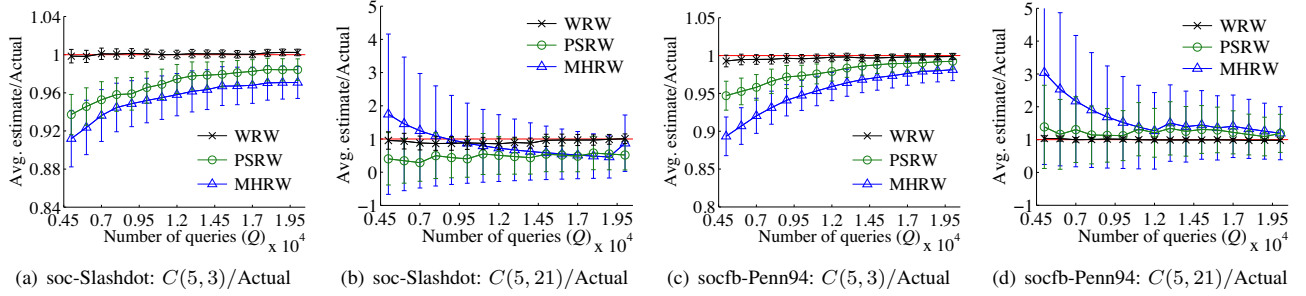 Avg. estimate/Actual
1.04
1
0.96
0.92
0.88
0.84
WRW
PSRW
MHRW
0.45 0.7 0.95 1.2 1.45 1.7 1.95
Number of queries (Q) x 10^4
(a) soc-Slashdot: C(5, 3)/Actual
Avg. estimate/Actual
5
4
3
2
1
0
−1
WRW
PSRW
MHRW
0.45 0.7 0.95 1.2 1.45 1.7 1.95
Number of queries (Q) x 10^4
(b) soc-Slashdot: C(5, 21)/Actual
Avg. estimate/Actual
1.05
1
0.95
0.9
0.85
0.8
WRW
PSRW
MHRW
0.45 0.7 0.95 1.2 1.45 1.7 1.95
Number of queries (Q) x 10^4
(c) socfb-Penn94: C(5, 3)/Actual
Avg. estimate/Actual
5
4
3
2
1
0
−1
WRW
PSRW
MHRW
0.45 0.7 0.95 1.2 1.45 1.7 1.95
Number of queries (Q) x 10^4
(d) socfb-Penn94: C(5, 21)/Actual